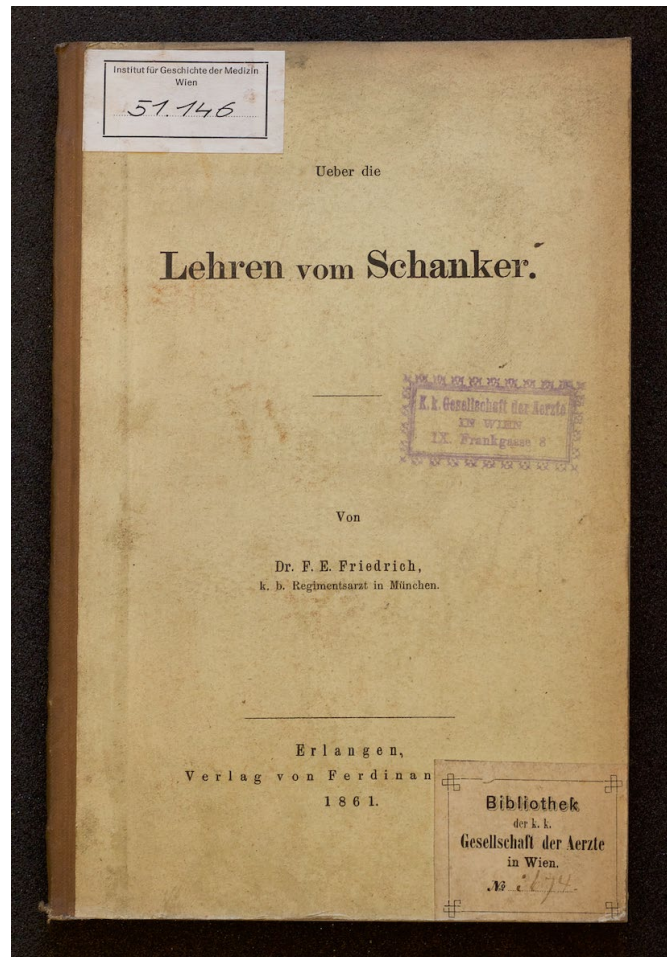 Institut für Geschichte der Medizin
Wien
51.146
Ueber die
Lehren vom Schanker.
K. k. Gesellschaft der Aerzte
IN WIEN
IX. Frankgasse 8
Von
Dr. F. E. Friedrich,
k. b. Regimentsarzt in München.
Erlangen,
Verlag von Ferdinan
1861.
Bibliothek
der k. k.
Gesellschaft der Aerzte
in Wien.
№